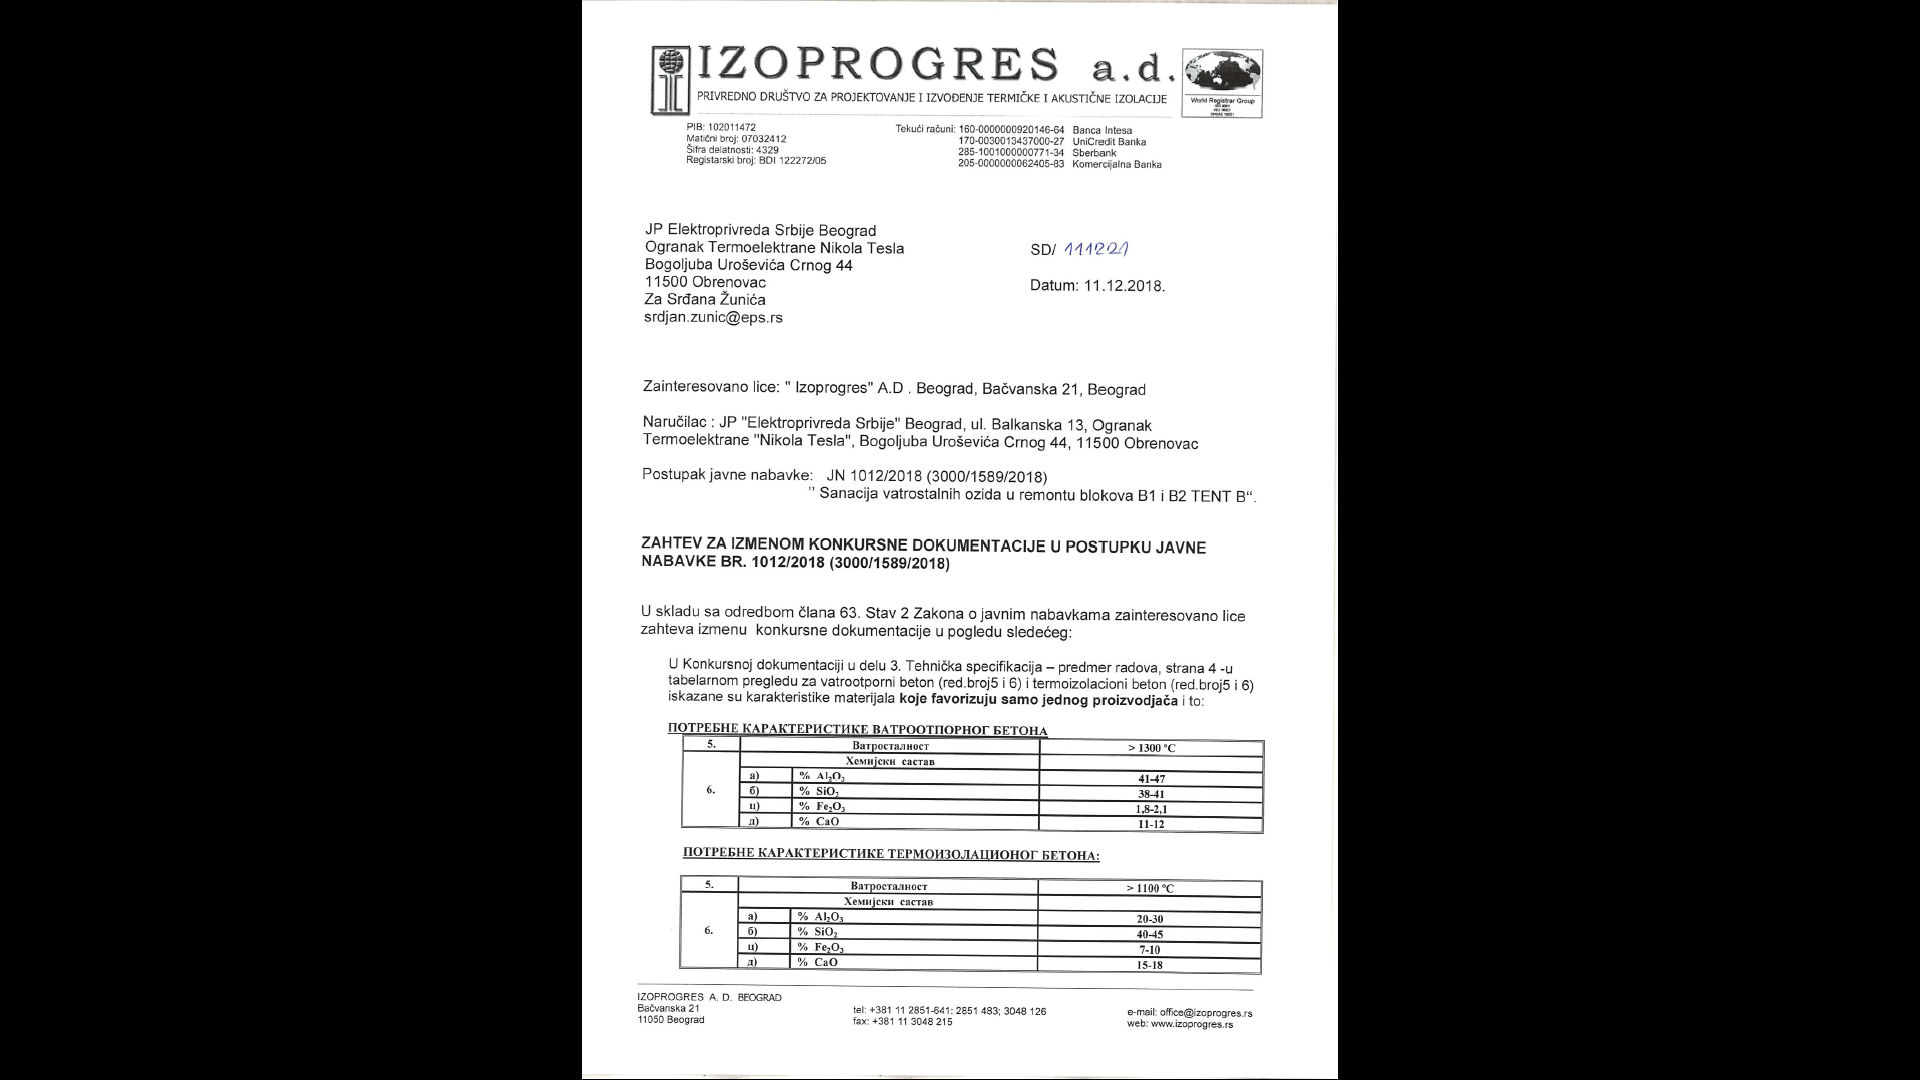 IZOPROGRES a.d.
PRIVREDNO DRUŠTVO ZA PROJEKTOVANJE I IZVOĐENJE TERMIČKE I AKUSTIČNE IZOLACIJE
World Registrar Group
PIB: 102011472
Matični broj: 07032412
Šifra delatnosti: 4329
Registarski broj: BDI 122272/05
Tekući računi: 160-0000000920146-64 Banca Intesa
170-0030013437000-27 UniCredit Banka
285-1001000000771-34 Sberbank
205-0000000062405-83 Komercijalna Banka
JP Elektroprivreda Srbije Beograd
Ogranak Termoelektrane Nikola Tesla
Bogoljuba Uroševića Crnog 44
11500 Obrenovac
Za Srđana Žunića
srdjan.zunic@eps.rs
SD/ 111221
Datum: 11.12.2018.
Zainteresovano lice: " Izoprogres" A.D . Beograd, Bačvanska 21, Beograd
Naručilac : JP "Elektroprivreda Srbije" Beograd, ul. Balkanska 13, Ogranak
Termoelektrane "Nikola Tesla", Bogoljuba Uroševića Crnog 44, 11500 Obrenovac
Postupak javne nabavke: JN 1012/2018 (3000/1589/2018)
" Sanacija vatrostalnih ozida u remontu blokova B1 i B2 TENT B“.
ZAHTEV ZA IZMENOM KONKURSNE DOKUMENTACIJE U POSTUPKU JAVNE
NABAVKE BR. 1012/2018 (3000/1589/2018)
U skladu sa odredbom člana 63. Stav 2 Zakona o javnim nabavkama zainteresovano lice
zahteva izmenu konkursne dokumentacije u pogledu sledećeg:
U Konkursnoj dokumentaciji u delu 3. Tehnička specifikacija – predmer radova, strana 4 -u
tabelarnom pregledu za vatrootporni beton (red.broj5 i 6) i termoizolacioni beton (red.broj5 i 6)
iskazane su karakteristike materijala koje favorizuju samo jednog proizvodjača i to:
ПОТРЕБНЕ КАРАКТЕРИСТИКЕ ВАТРООТПОРНОГ БЕТОНА
5. Ватросталност > 1300 ºC
Хемијски састав
6.
а) % Al₂O₃ 41-47
б) % SiO₂ 38-41
ц) % Fe₂O₃ 1,8-2,1
д) % CaO 11-12
ПОТРЕБНЕ КАРАКТЕРИСТИКЕ ТЕРМОИЗОЛАЦИОНОГ БЕТОНА:
5. Ватросталност > 1100 ºC
Хемијски састав
6.
а) % Al₂O₃ 20-30
б) % SiO₂ 40-45
ц) % Fe₂O₃ 7-10
д) % CaO 15-18
IZOPROGRES A. D. BEOGRAD
Bačvanska 21
11050 Beograd
tel: +381 11 2851-641: 2851 483; 3048 126
fax: +381 11 3048 215
e-mail: office@izoprogres.rs
web: www.izoprogres.rs